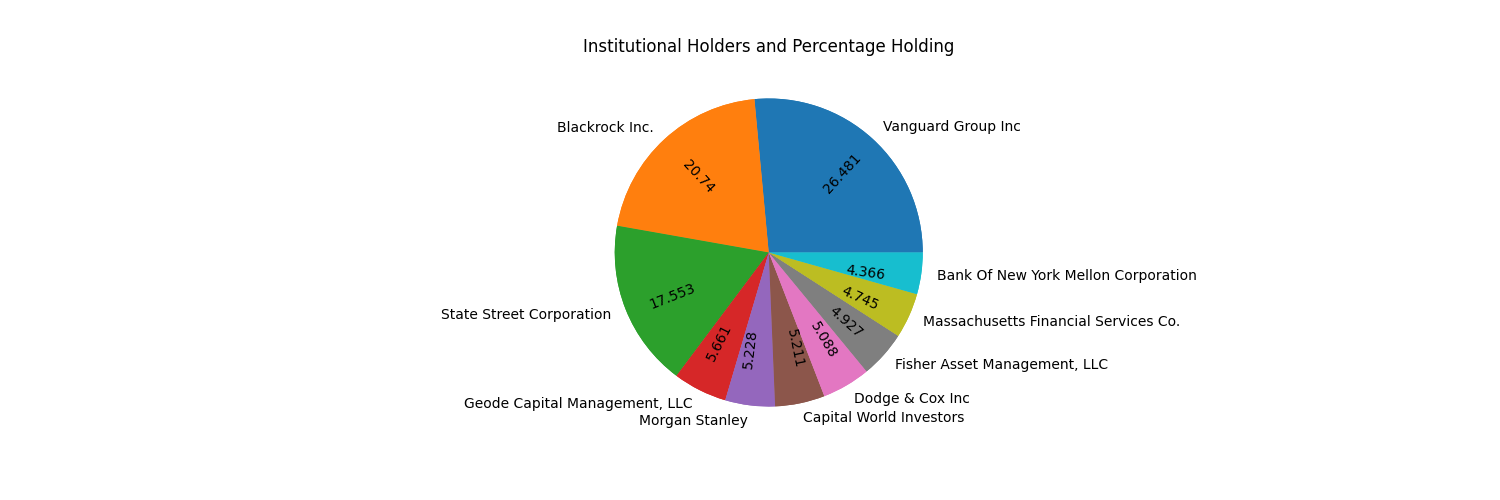 Institutional Holders and Percentage Holding
Vanguard Group Inc
26.481
Blackrock Inc.
20.74
State Street Corporation
17.553
Geode Capital Management, LLC
5.661
Morgan Stanley
5.228
Capital World Investors
5.211
Dodge & Cox Inc
5.088
Fisher Asset Management, LLC
4.927
Massachusetts Financial Services Co.
4.745
Bank Of New York Mellon Corporation
4.366